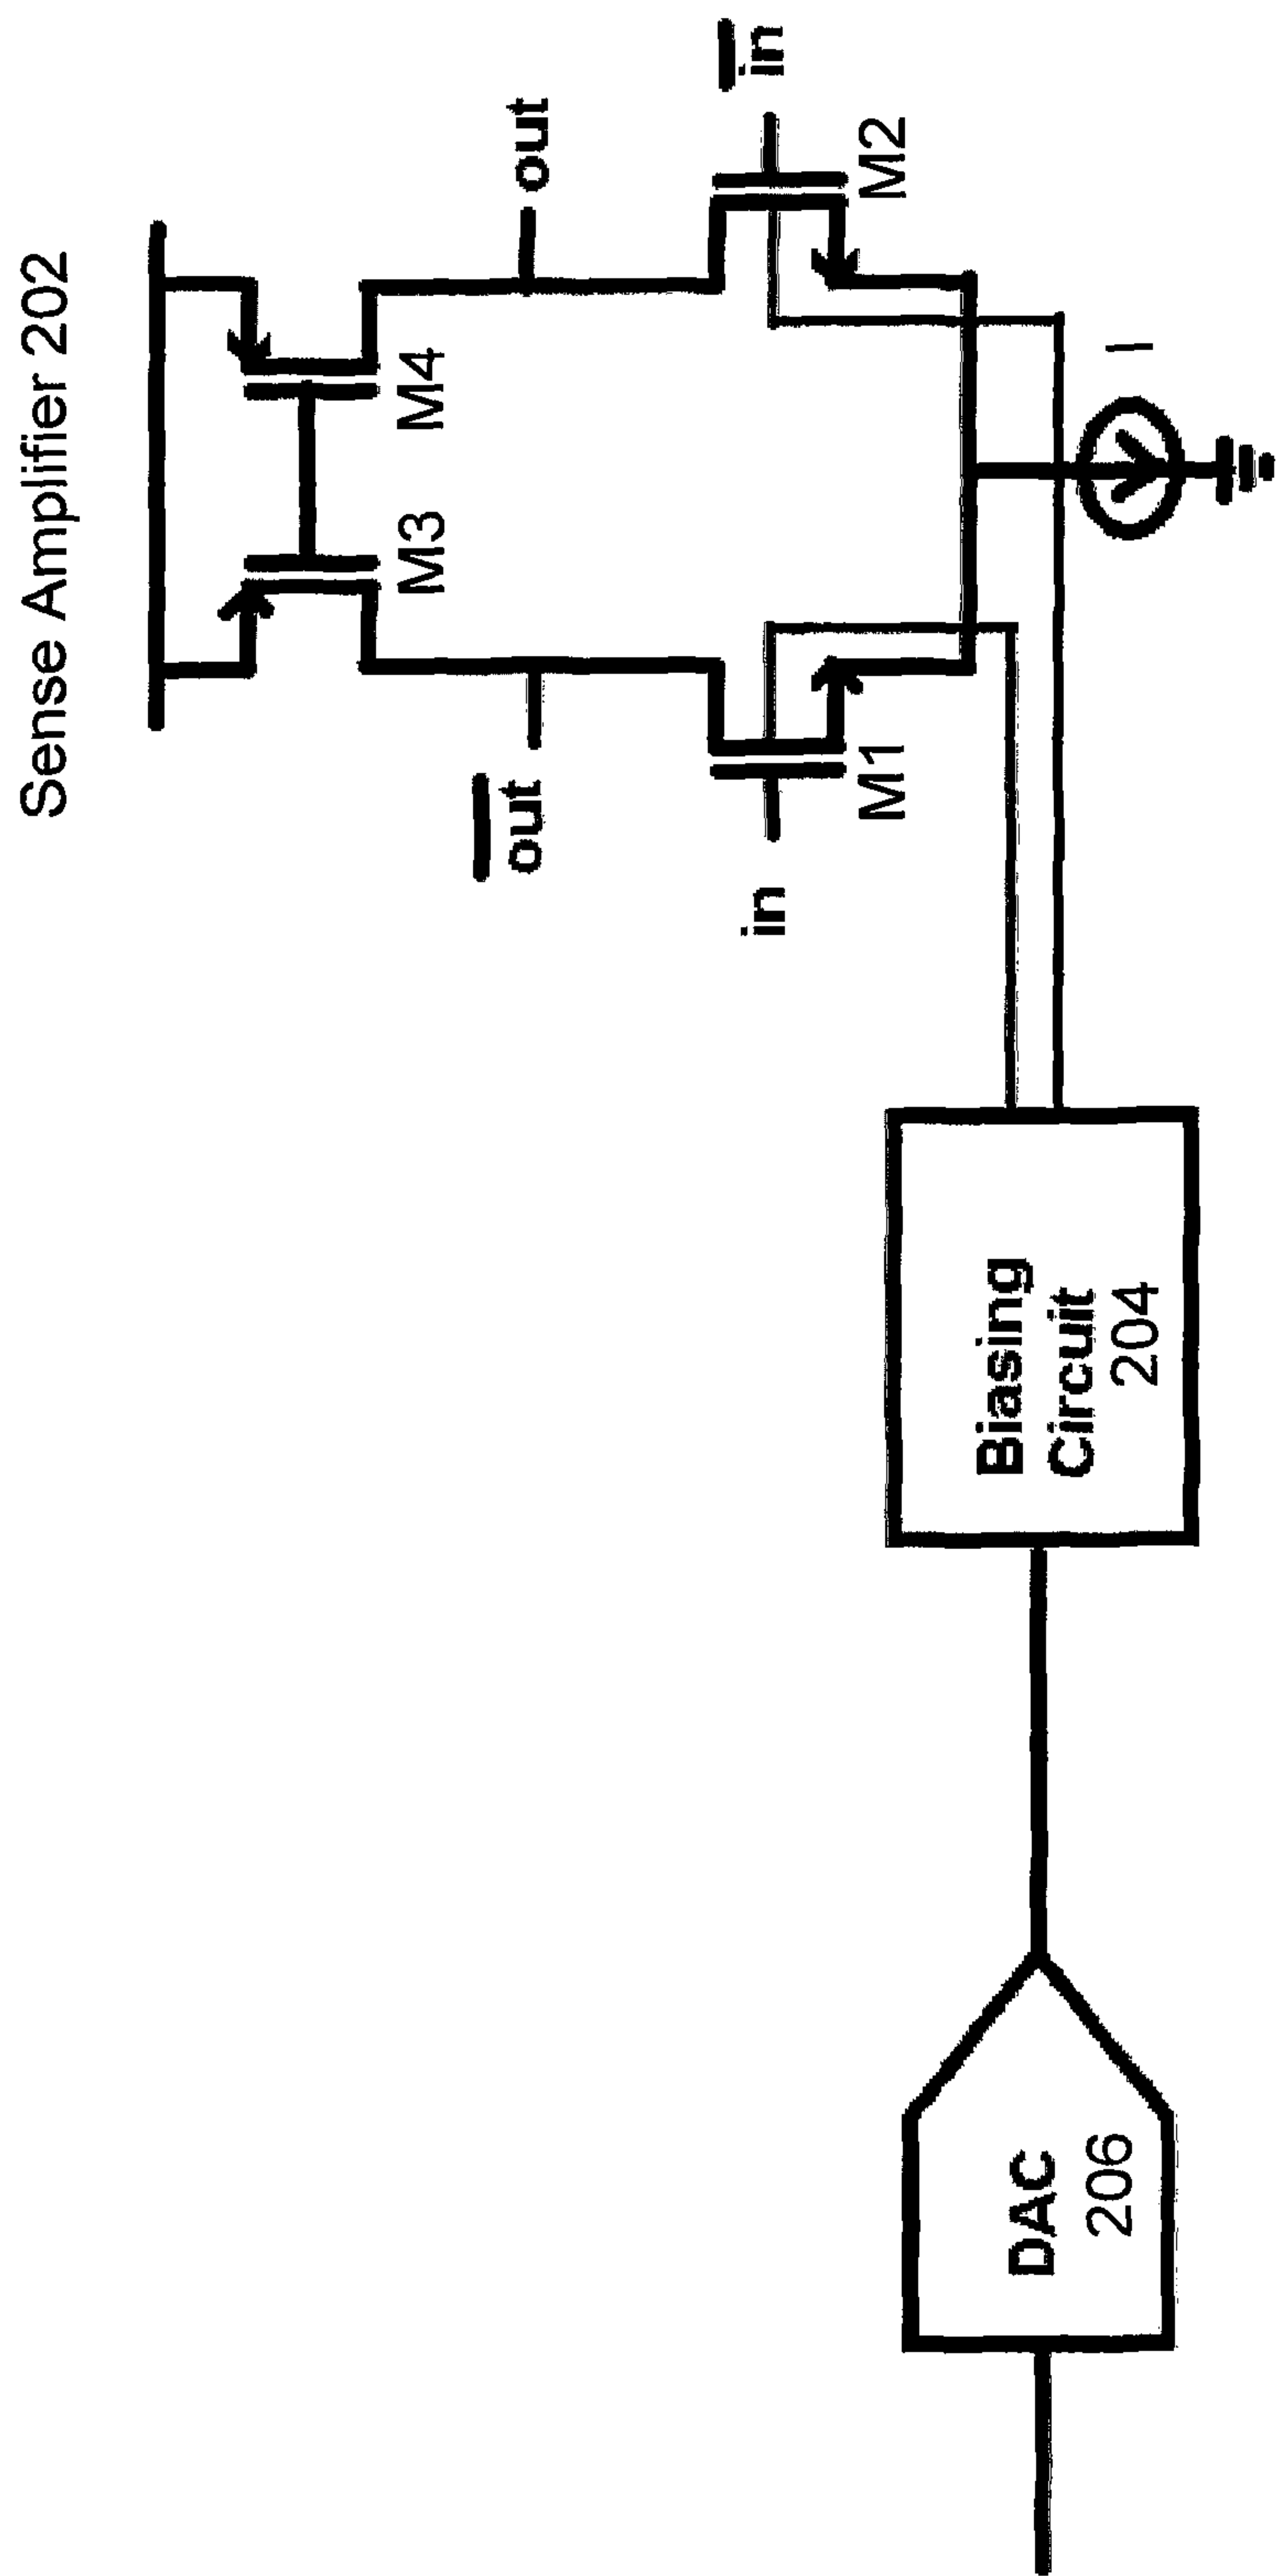 Sense Amplifier 202
M3
M4
out
out
in
in
M1
M2
I
Biasing
Circuit
204
DAC
206